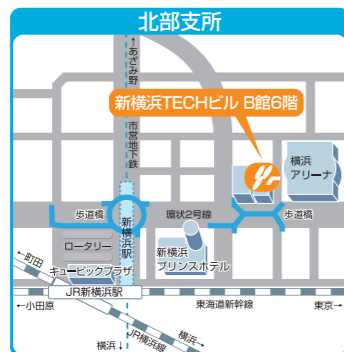 北部支所
←あざみ野
市営地下鉄
新横浜TECHビル B館6階
横浜
アリーナ
歩道橋
新横浜駅
環状2号線
歩道橋
ロータリー
新横浜
プリンスホテル
←町田
キュービックプラザ
JR新横浜駅
←小田原
東海道新幹線
東京→
横浜↓
JR横浜線
横浜→